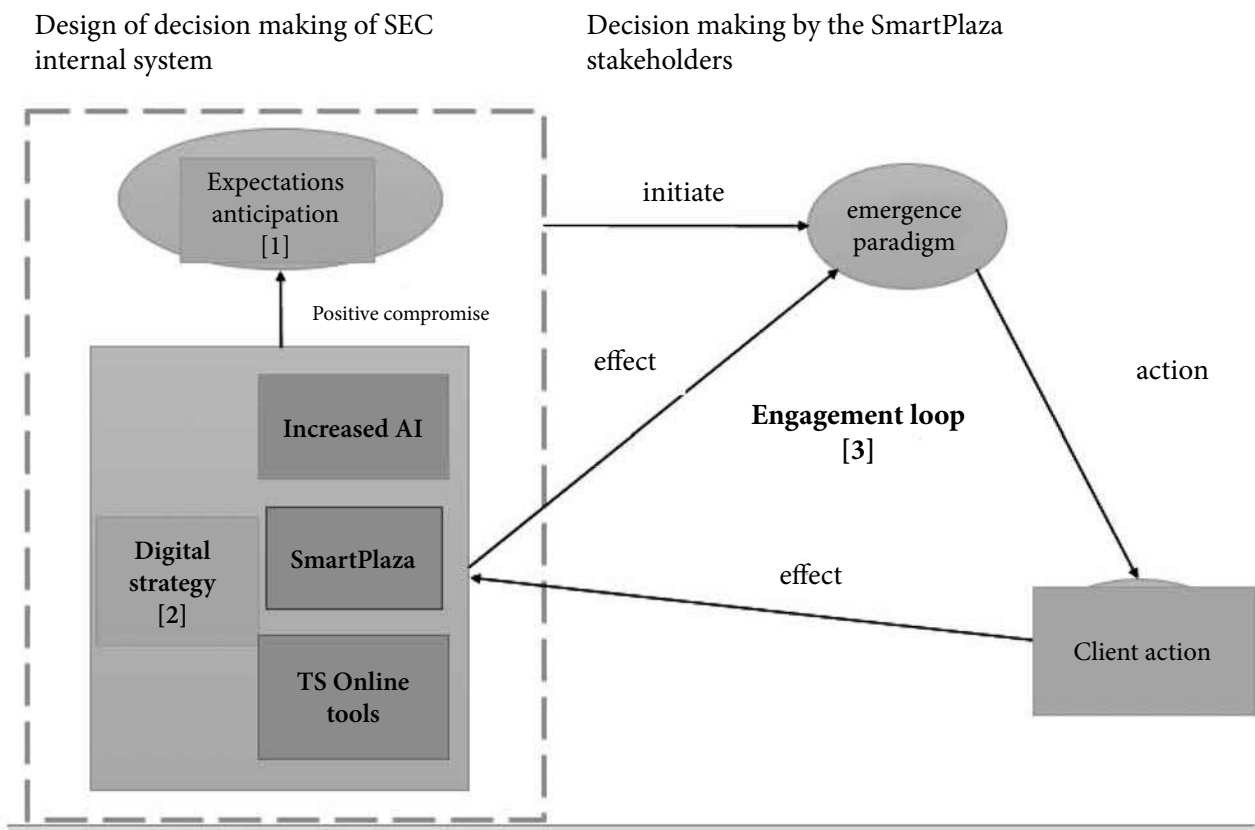 Design of decision making of SEC
internal system
Decision making by the SmartPlaza
stakeholders
Expectations
anticipation
[1]
initiate
emergence
paradigm
Positive compromise
effect
action
Increased AI
Engagement loop
[3]
Digital
strategy
[2]
SmartPlaza
effect
Client action
TS Online
tools